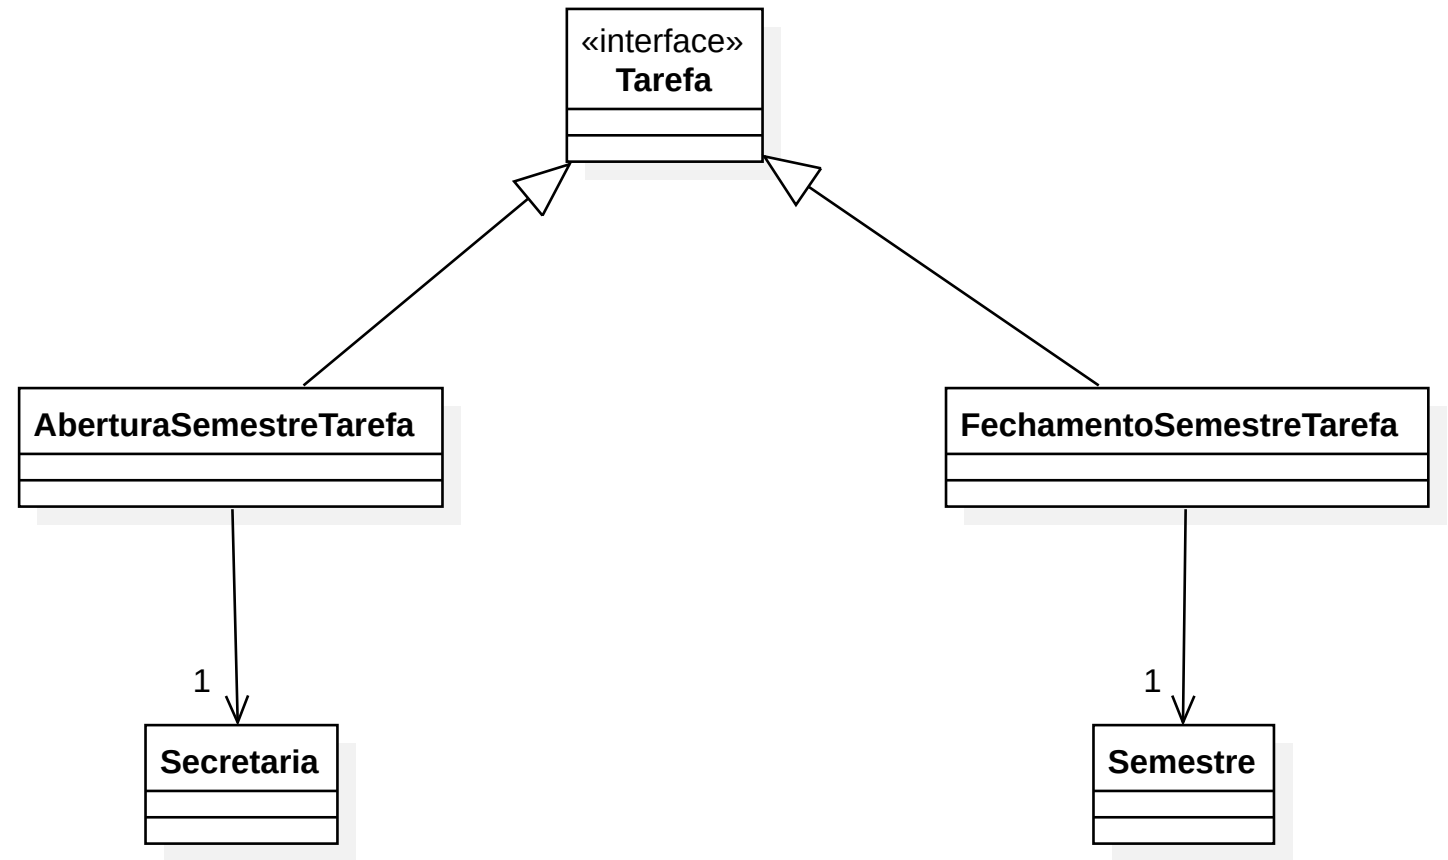 «interface»
Tarefa
AberturaSemestreTarefa
FechamentoSemestreTarefa
1
1
Secretaria
Semestre